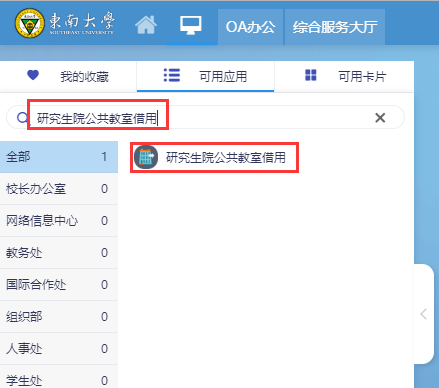 東南大學
SOUTHEAST UNIVERSITY
OA办公
综合服务大厅
我的收藏
可用应用
可用卡片
研究生院公共教室借用
全部 1
研究生院公共教室借用
校长办公室 0
网络信息中心 0
教务处 0
国际合作处 0
组织部 0
人事处 0
学生处 0